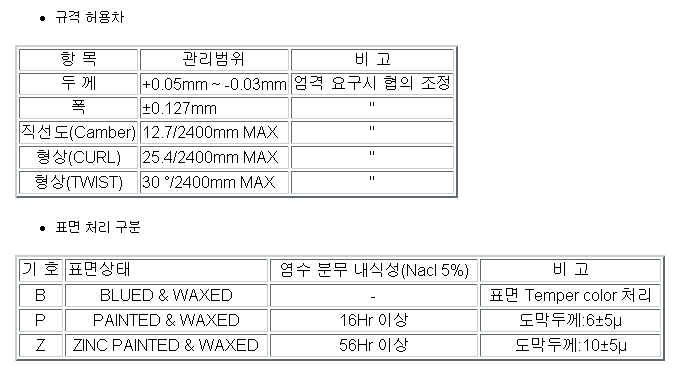 규격 허용차
항 목 관리범위 비 고
두 께 +0.05mm ~ -0.03mm 엄격 요구시 협의 조정
폭 ±0.127mm "
직선도(Camber) 12.7/2400mm MAX "
형상(CURL) 25.4/2400mm MAX "
형상(TWIST) 30 °/2400mm MAX "
표면 처리 구분
기 호 표면상태 염수 분무 내식성(Nacl 5%) 비 고
B BLUED & WAXED - 표면 Temper color 처리
P PAINTED & WAXED 16Hr 이상 도막두께:6±5μ
Z ZINC PAINTED & WAXED 56Hr 이상 도막두께:10±5μ